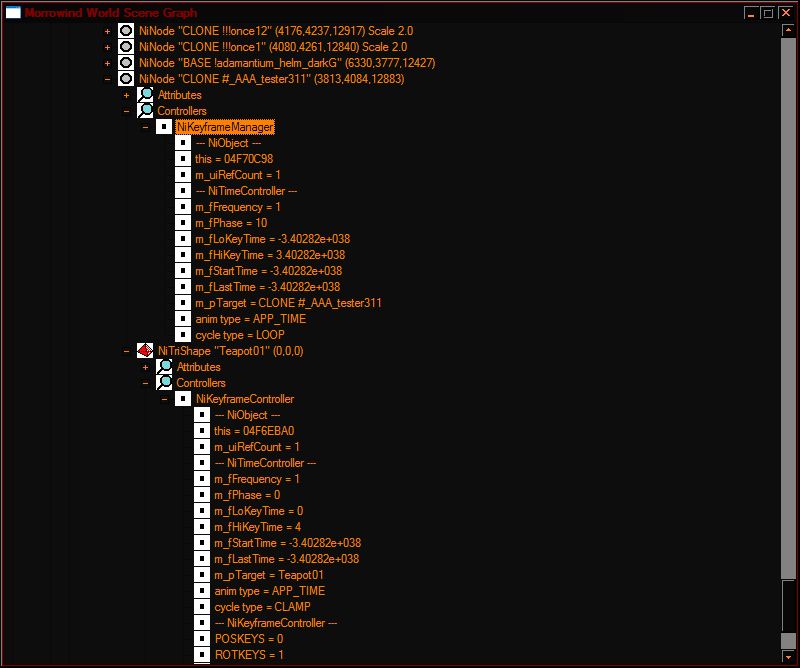 Morrowind World Scene Graph
NiNode "CLONE !!!once12" (4176,4237,12917) Scale 2.0
NiNode "CLONE !!!once1" (4080,4261,12840) Scale 2.0
NiNode "BASE !adamantium_helm_darkG" (6330,3777,12427)
NiNode "CLONE #_AAA_tester311" (3813,4084,12883)
Attributes
Controllers
NiKeyframeManager
--- NiObject ---
this = 04F70C98
m_uiRefCount = 1
--- NiTimeController ---
m_fFrequency = 1
m_fPhase = 10
m_fLoKeyTime = -3.40282e+038
m_fHiKeyTime = 3.40282e+038
m_fStartTime = -3.40282e+038
m_fLastTime = -3.40282e+038
m_pTarget = CLONE #_AAA_tester311
anim type = APP_TIME
cycle type = LOOP
NiTriShape "Teapot01" (0,0,0)
Attributes
Controllers
NiKeyframeController
--- NiObject ---
this = 04F6EBA0
m_uiRefCount = 1
--- NiTimeController ---
m_fFrequency = 1
m_fPhase = 0
m_fLoKeyTime = 0
m_fHiKeyTime = 4
m_fStartTime = -3.40282e+038
m_fLastTime = -3.40282e+038
m_pTarget = Teapot01
anim type = APP_TIME
cycle type = CLAMP
--- NiKeyframeController ---
POSKEYS = 0
ROTKEYS = 1